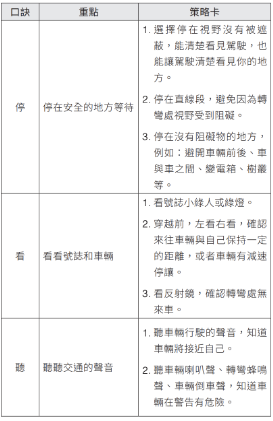 口訣 重點 策略卡
停 停在安全的地方等待
1. 選擇停在視野沒有被遮
蔽，能清楚看見駕駛，也
能讓駕駛清楚看見你的地
方。
2. 停在直線段，避免因為轉
彎處視野受到阻礙。
3. 停在沒有阻礙物的地方，
例如：避開車輛前後、車
與車之間、變電箱、樹叢
等。
看 看看號誌和車輛
1. 看號誌小綠人或綠燈。
2. 穿越前，左看右看，確認
來往車輛與自己保持一定
的距離，或者車輛有減速
停讓。
3. 看反射鏡，確認轉彎處無
來車。
聽 聽聽交通的聲音
1. 聽車輛行駛的聲音，知道
車輛將接近自己。
2. 聽車輛喇叭聲、轉彎蜂鳴
聲、車輛倒車聲，知道車
輛在警告有危險。